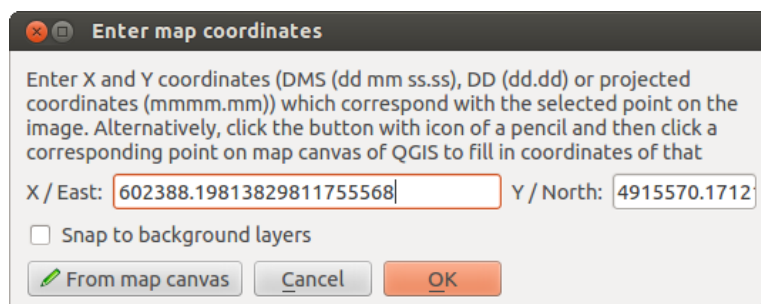 Enter map coordinates
Enter X and Y coordinates (DMS (dd mm ss.ss), DD (dd.dd) or projected
coordinates (mmmm.mm)) which correspond with the selected point on the
image. Alternatively, click the button with icon of a pencil and then click a
corresponding point on map canvas of QGIS to fill in coordinates of that
X / East: 602388.19813829811755568 Y / North: 4915570.1712
Snap to background layers
From map canvas Cancel OK